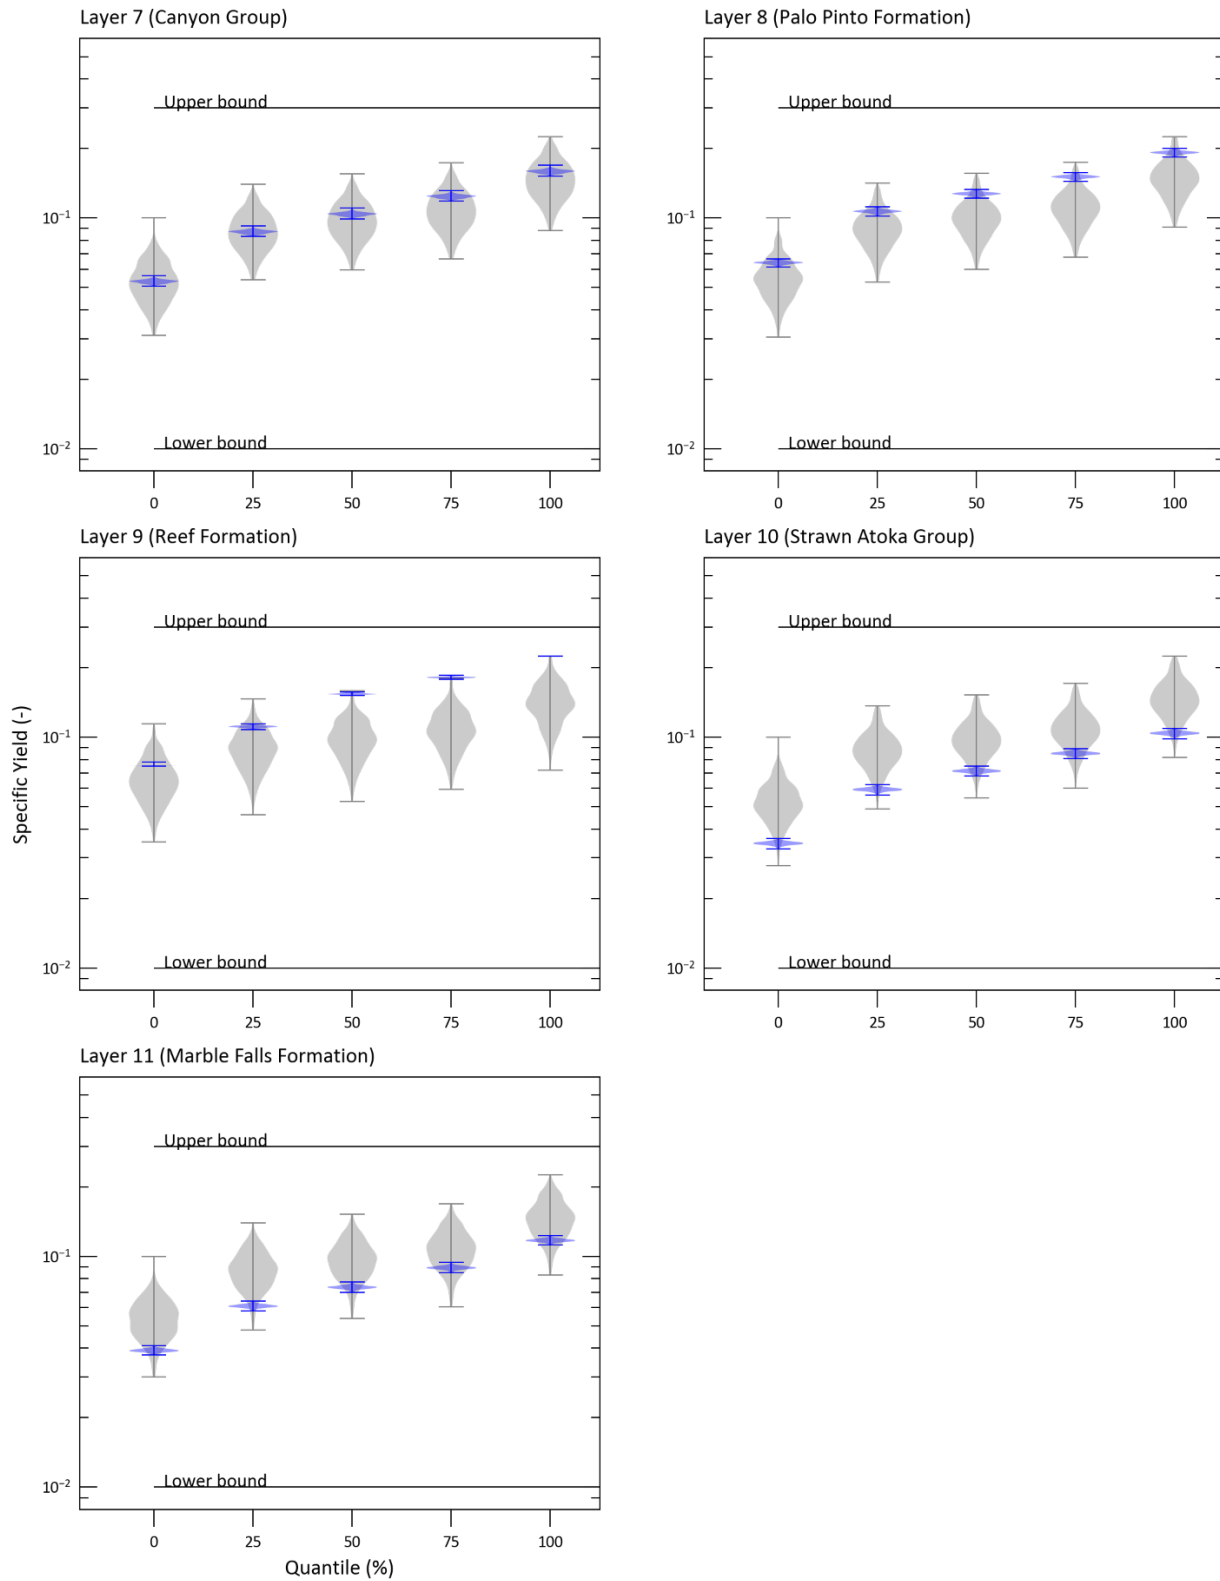 Layer 7 (Canyon Group)
Upper bound
10⁻¹
Lower bound
10⁻²
0 25 50 75 100
Layer 8 (Palo Pinto Formation)
Upper bound
10⁻¹
Lower bound
10⁻²
0 25 50 75 100
Layer 9 (Reef Formation)
Upper bound
10⁻¹
Specific Yield (-)
Lower bound
10⁻²
0 25 50 75 100
Layer 10 (Strawn Atoka Group)
Upper bound
10⁻¹
Lower bound
10⁻²
0 25 50 75 100
Layer 11 (Marble Falls Formation)
Upper bound
10⁻¹
Lower bound
10⁻²
0 25 50 75 100
Quantile (%)